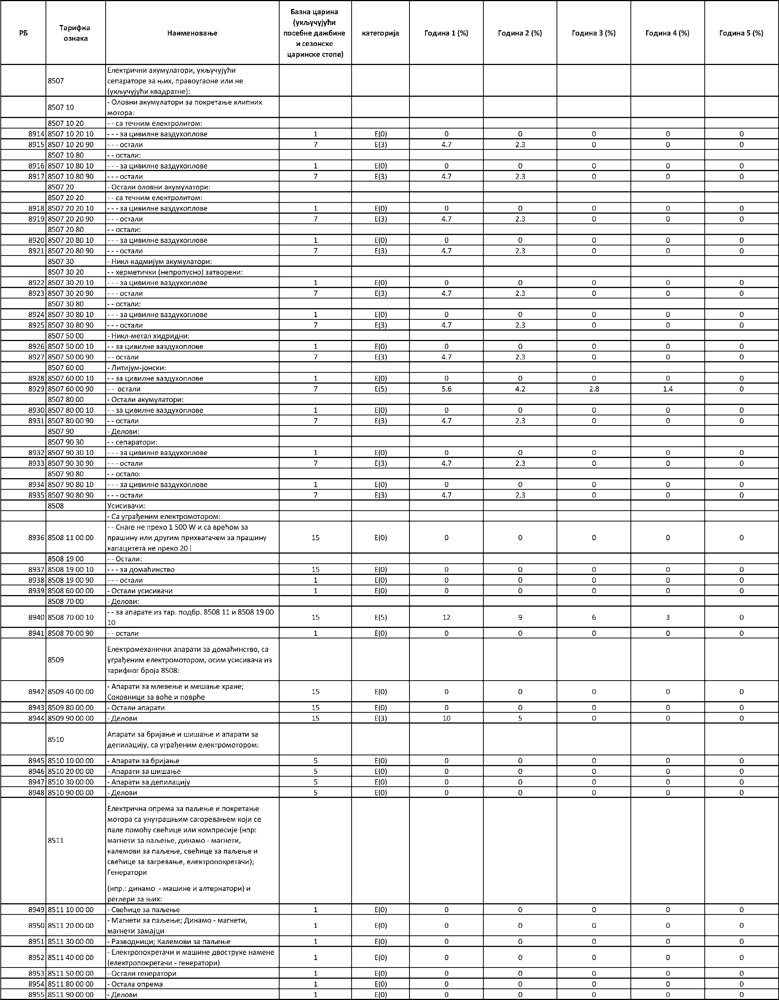 РБ Тарифна ознака Наименовање Базна царина (укључујући посебне дажбине и сезонске царинске стопе) категорија Година 1 (%) Година 2 (%) Година 3 (%) Година 4 (%) Година 5 (%)
8507 Електрични акумулатори, укључујући
сепараторе за њих, правоугаоне или не
(укључујући квадратне):
8507 10 - Оловни акумулатори за покретање клипних
мотора:
8507 10 20 - - са течним електролитом:
8914 8507 10 20 10 - - - за цивилне ваздухоплове 1 E(0) 0 0 0 0 0
8915 8507 10 20 90 - - - остали 7 E(3) 4.7 2.3 0 0 0
8507 10 80 - - остали:
8916 8507 10 80 10 - - - за цивилне ваздухоплове 1 E(0) 0 0 0 0 0
8917 8507 10 80 90 - - - остали 7 E(3) 4.7 2.3 0 0 0
8507 20 - Остали оловни акумулатори:
8507 20 20 - - са течним електролитом:
8918 8507 20 20 10 - - - за цивилне ваздухоплове 1 E(0) 0 0 0 0 0
8919 8507 20 20 90 - - - остали 7 E(3) 4.7 2.3 0 0 0
8507 20 80 - - остали:
8920 8507 20 80 10 - - - за цивилне ваздухоплове 1 E(0) 0 0 0 0 0
8921 8507 20 80 90 - - - остали 7 E(3) 4.7 2.3 0 0 0
8507 30 - Никл-кадмијум акумулатори:
8507 30 20 - - херметички (непропусно) затворени:
8922 8507 30 20 10 - - - за цивилне ваздухоплове 1 E(0) 0 0 0 0 0
8923 8507 30 20 90 - - - остали 7 E(3) 4.7 2.3 0 0 0
8507 30 80 - - остали:
8924 8507 30 80 10 - - - за цивилне ваздухоплове 1 E(0) 0 0 0 0 0
8925 8507 30 80 90 - - - остали 7 E(3) 4.7 2.3 0 0 0
8507 50 00 - Никл-метал хидридни:
8926 8507 50 00 10 - - за цивилне ваздухоплове 1 E(0) 0 0 0 0 0
8927 8507 50 00 90 - - остали 7 E(3) 4.7 2.3 0 0 0
8507 60 00 - Литијум-јонски:
8928 8507 60 00 10 - - за цивилне ваздухоплове 1 E(0) 0 0 0 0 0
8929 8507 60 00 90 - - остали 7 E(5) 5.6 4.2 2.8 1.4 0
8507 80 00 - Остали акумулатори:
8930 8507 80 00 10 - - за цивилне ваздухоплове 1 E(0) 0 0 0 0 0
8931 8507 80 00 90 - - остали 7 E(3) 4.7 2.3 0 0 0
8507 90 - Делови:
8507 90 30 - - сепаратори:
8932 8507 90 30 10 - - - за цивилне ваздухоплове 1 E(0) 0 0 0 0 0
8933 8507 90 30 90 - - - остали 7 E(3) 4.7 2.3 0 0 0
8507 90 80 - - остало:
8934 8507 90 80 10 - - - за цивилне ваздухоплове 1 E(0) 0 0 0 0 0
8935 8507 90 80 90 - - - остали 7 E(3) 4.7 2.3 0 0 0
8508 Усисивачи:
- Са уграђеним електромотором:
8936 8508 11 00 00 - - Снаге не преко 1 500 W и са врећом за
прашину или другим прихватачем за прашину
капацитета не преко 20 l 15 E(0) 0 0 0 0 0
8508 19 00 - - Остали:
8937 8508 19 00 10 - - - за домаћинство 15 E(0) 0 0 0 0 0
8938 8508 19 00 90 - - - остали 1 E(0) 0 0 0 0 0
8939 8508 60 00 00 - Остали усисивачи 1 E(0) 0 0 0 0 0
8508 70 00 - Делови:
8940 8508 70 00 10 - - за апарате из тар. подбр. 8508 11 и 8508 19 00
10 15 E(5) 12 9 6 3 0
8941 8508 70 00 90 - - остали 1 E(0) 0 0 0 0 0
8509 Електромеханички апарати за домаћинство, са
уграђеним електромотором, осим усисивача из
тарифног броја 8508:
8942 8509 40 00 00 - Апарати за млевење и мешање хране;
Соковници за воће и поврће 15 E(0) 0 0 0 0 0
8943 8509 80 00 00 - Остали апарати 15 E(0) 0 0 0 0 0
8944 8509 90 00 00 - Делови 15 E(3) 10 5 0 0 0
8510 Апарати за бријање и шишање и апарати за
депилацију, са уграђеним електромотором:
8945 8510 10 00 00 - Апарати за бријање 5 E(0) 0 0 0 0 0
8946 8510 20 00 00 - Апарати за шишање 5 E(0) 0 0 0 0 0
8947 8510 30 00 00 - Апарати за депилацију 5 E(0) 0 0 0 0 0
8948 8510 90 00 00 - Делови 5 E(0) 0 0 0 0 0
8511 Електрична опрема за паљење и покретање
мотора са унутрашњим сагоревањем који се
пале помоћу свећице или компресије (нпр:
магнети за паљење, динамо - магнети,
калемови за паљење, свећице за паљење и
свећице за загревање, електропокретачи);
Генератори
(нпр.: динамо - машине и алтернатори) и
реглери за њих:
8949 8511 10 00 00 - Свећице за паљење 1 E(0) 0 0 0 0 0
8950 8511 20 00 00 - Магнети за паљење; Динамо - магнети,
магнети замајци 1 E(0) 0 0 0 0 0
8951 8511 30 00 00 - Разводници; Калемови за паљење 1 E(0) 0 0 0 0 0
8952 8511 40 00 00 - Електропокретачи и машине двоструке намене
(електропокретачи - генератори) 1 E(0) 0 0 0 0 0
8953 8511 50 00 00 - Остали генератори 1 E(0) 0 0 0 0 0
8954 8511 80 00 00 - Остала опрема 1 E(0) 0 0 0 0 0
8955 8511 90 00 00 - Делови 1 E(0) 0 0 0 0 0